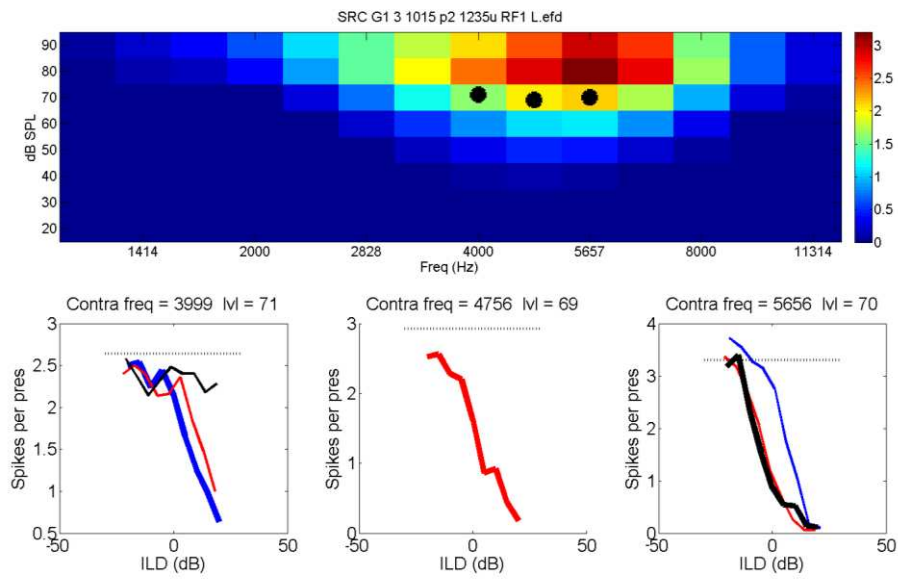 SRC G1 3 1015 p2 1235u RF1 L.efd
90
80
70
60
50
40
30
20
dB SPL
1414 2000 2828 4000 5657 8000 11314
Freq (Hz)
3
2.5
2
1.5
1
0.5
0
Contra freq = 3999 lvl = 71
3
2.5
2
1.5
1
0.5
Spikes per pres
-50 0 50
ILD (dB)
Contra freq = 4756 lvl = 69
3
2
1
0
Spikes per pres
-50 0 50
ILD (dB)
Contra freq = 5656 lvl = 70
4
3
2
1
0
Spikes per pres
-50 0 50
ILD (dB)